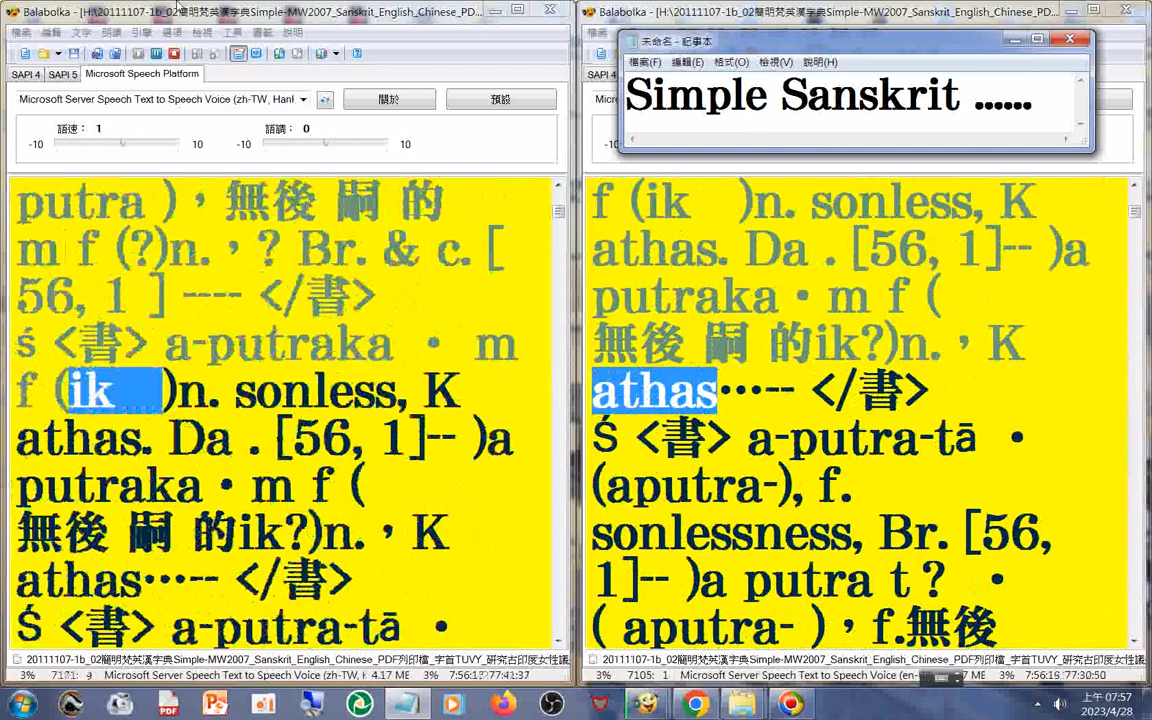 Balabolka - [H:\20111107-1b_02簡明梵英漢字典Simple-MW2007_Sanskrit_English_Chinese_PD...
檔案 編輯 文字 朗讀 引擎 選項 檢視 工具 書籤 說明
SAPI 4 SAPI 5 Microsoft Speech Platform
Microsoft Server Speech Text to Speech Voice (zh-TW, HanH
關於 預設
語速： 1 語調： 0
-10 10 -10 10
putra )，無後 嗣 的
m f (?)n.，? Br. & c. [
56, 1 ] ---- </書>
ś <書> a-putraka • m
f (ik )n. sonless, K
athas. Da . [56, 1]-- )a
putraka • m f (
無後 嗣 的ik?)n.，K
athas…-- </書>
Ś <書> a-putra-tā •
20111107-1b_02簡明梵英漢字典Simple-MW2007_Sanskrit_English_Chinese_PDF列印檔_字首TUVY_研究古印度女性議
3% Microsoft Server Speech Text to Speech Voice (zh-TW, H 4.17 ME 3%
Balabolka - [H:\20111107-1b_02簡明梵英漢字典Simple-MW2007_Sanskrit_English_Chinese_PD...
檔案
SAPI 4
未命名 - 記事本
檔案(F) 編輯(E) 格式(O) 檢視(V) 說明(H)
Simple Sanskrit ......
f (ik )n. sonless, K
athas. Da . [56, 1]-- )a
putraka • m f (
無後 嗣 的ik?)n.，K
athas…-- </書>
Ś <書> a-putra-tā •
(aputra-), f.
sonlessness, Br. [56,
1]-- )a putra t ? •
( aputra- )，f.無後
20111107-1b_02簡明梵英漢字典Simple-MW2007_Sanskrit_English_Chinese_PDF列印檔_字首TUVY_研究古印度女性議
3% 7105: 1 Microsoft Server Speech Text to Speech Voice (en- 4.17 ME 3%
上午 07:57
2023/4/28